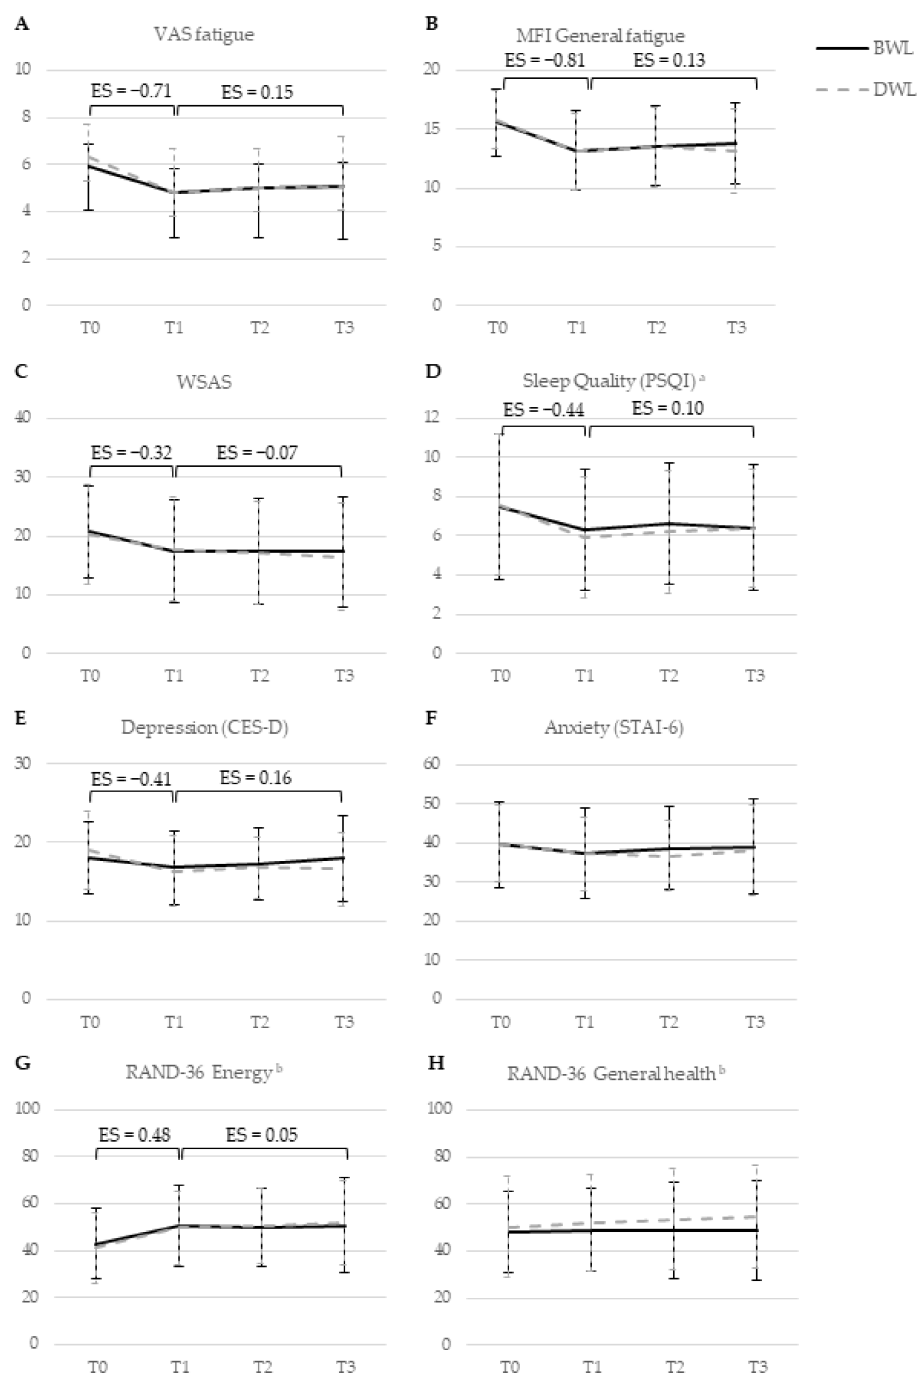 A
VAS fatigue
10
8
6
4
2
0
ES = −0.71
ES = 0.15
T0 T1 T2 T3
B
MFI General fatigue
20
15
10
5
0
ES = −0.81
ES = 0.13
T0 T1 T2 T3
BWL
DWL
C
WSAS
40
30
20
10
0
ES = −0.32
ES = −0.07
T0 T1 T2 T3
D
Sleep Quality (PSQI) a
12
10
8
6
4
2
0
ES = −0.44
ES = 0.10
T0 T1 T2 T3
E
Depression (CES-D)
30
20
10
0
ES = −0.41
ES = 0.16
T0 T1 T2 T3
F
Anxiety (STAI-6)
60
50
40
30
20
10
0
T0 T1 T2 T3
G
RAND-36 Energy b
100
80
60
40
20
0
ES = 0.48
ES = 0.05
T0 T1 T2 T3
H
RAND-36 General health b
100
80
60
40
20
0
T0 T1 T2 T3